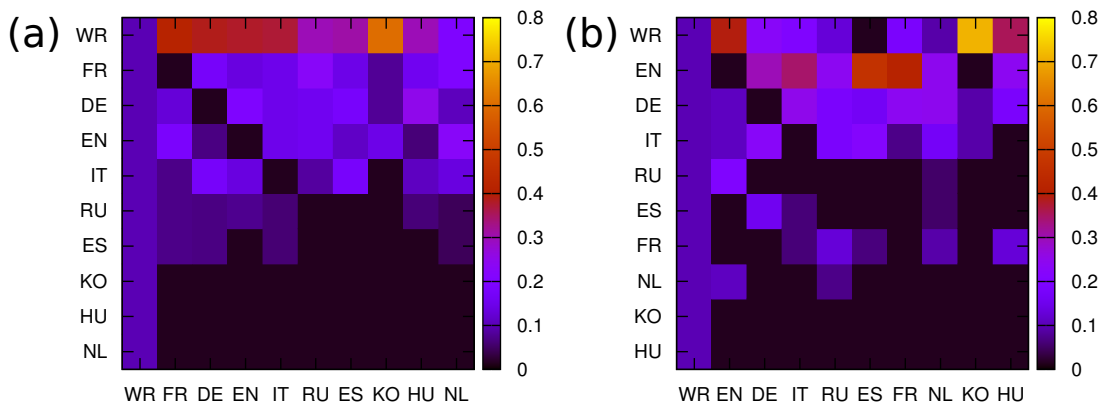 (a)
WR
FR
DE
EN
IT
RU
ES
KO
HU
NL
WR FR DE EN IT RU ES KO HU NL
0.8
0.7
0.6
0.5
0.4
0.3
0.2
0.1
0
(b)
WR
EN
DE
IT
RU
ES
FR
NL
KO
HU
WR EN DE IT RU ES FR NL KO HU
0.8
0.7
0.6
0.5
0.4
0.3
0.2
0.1
0